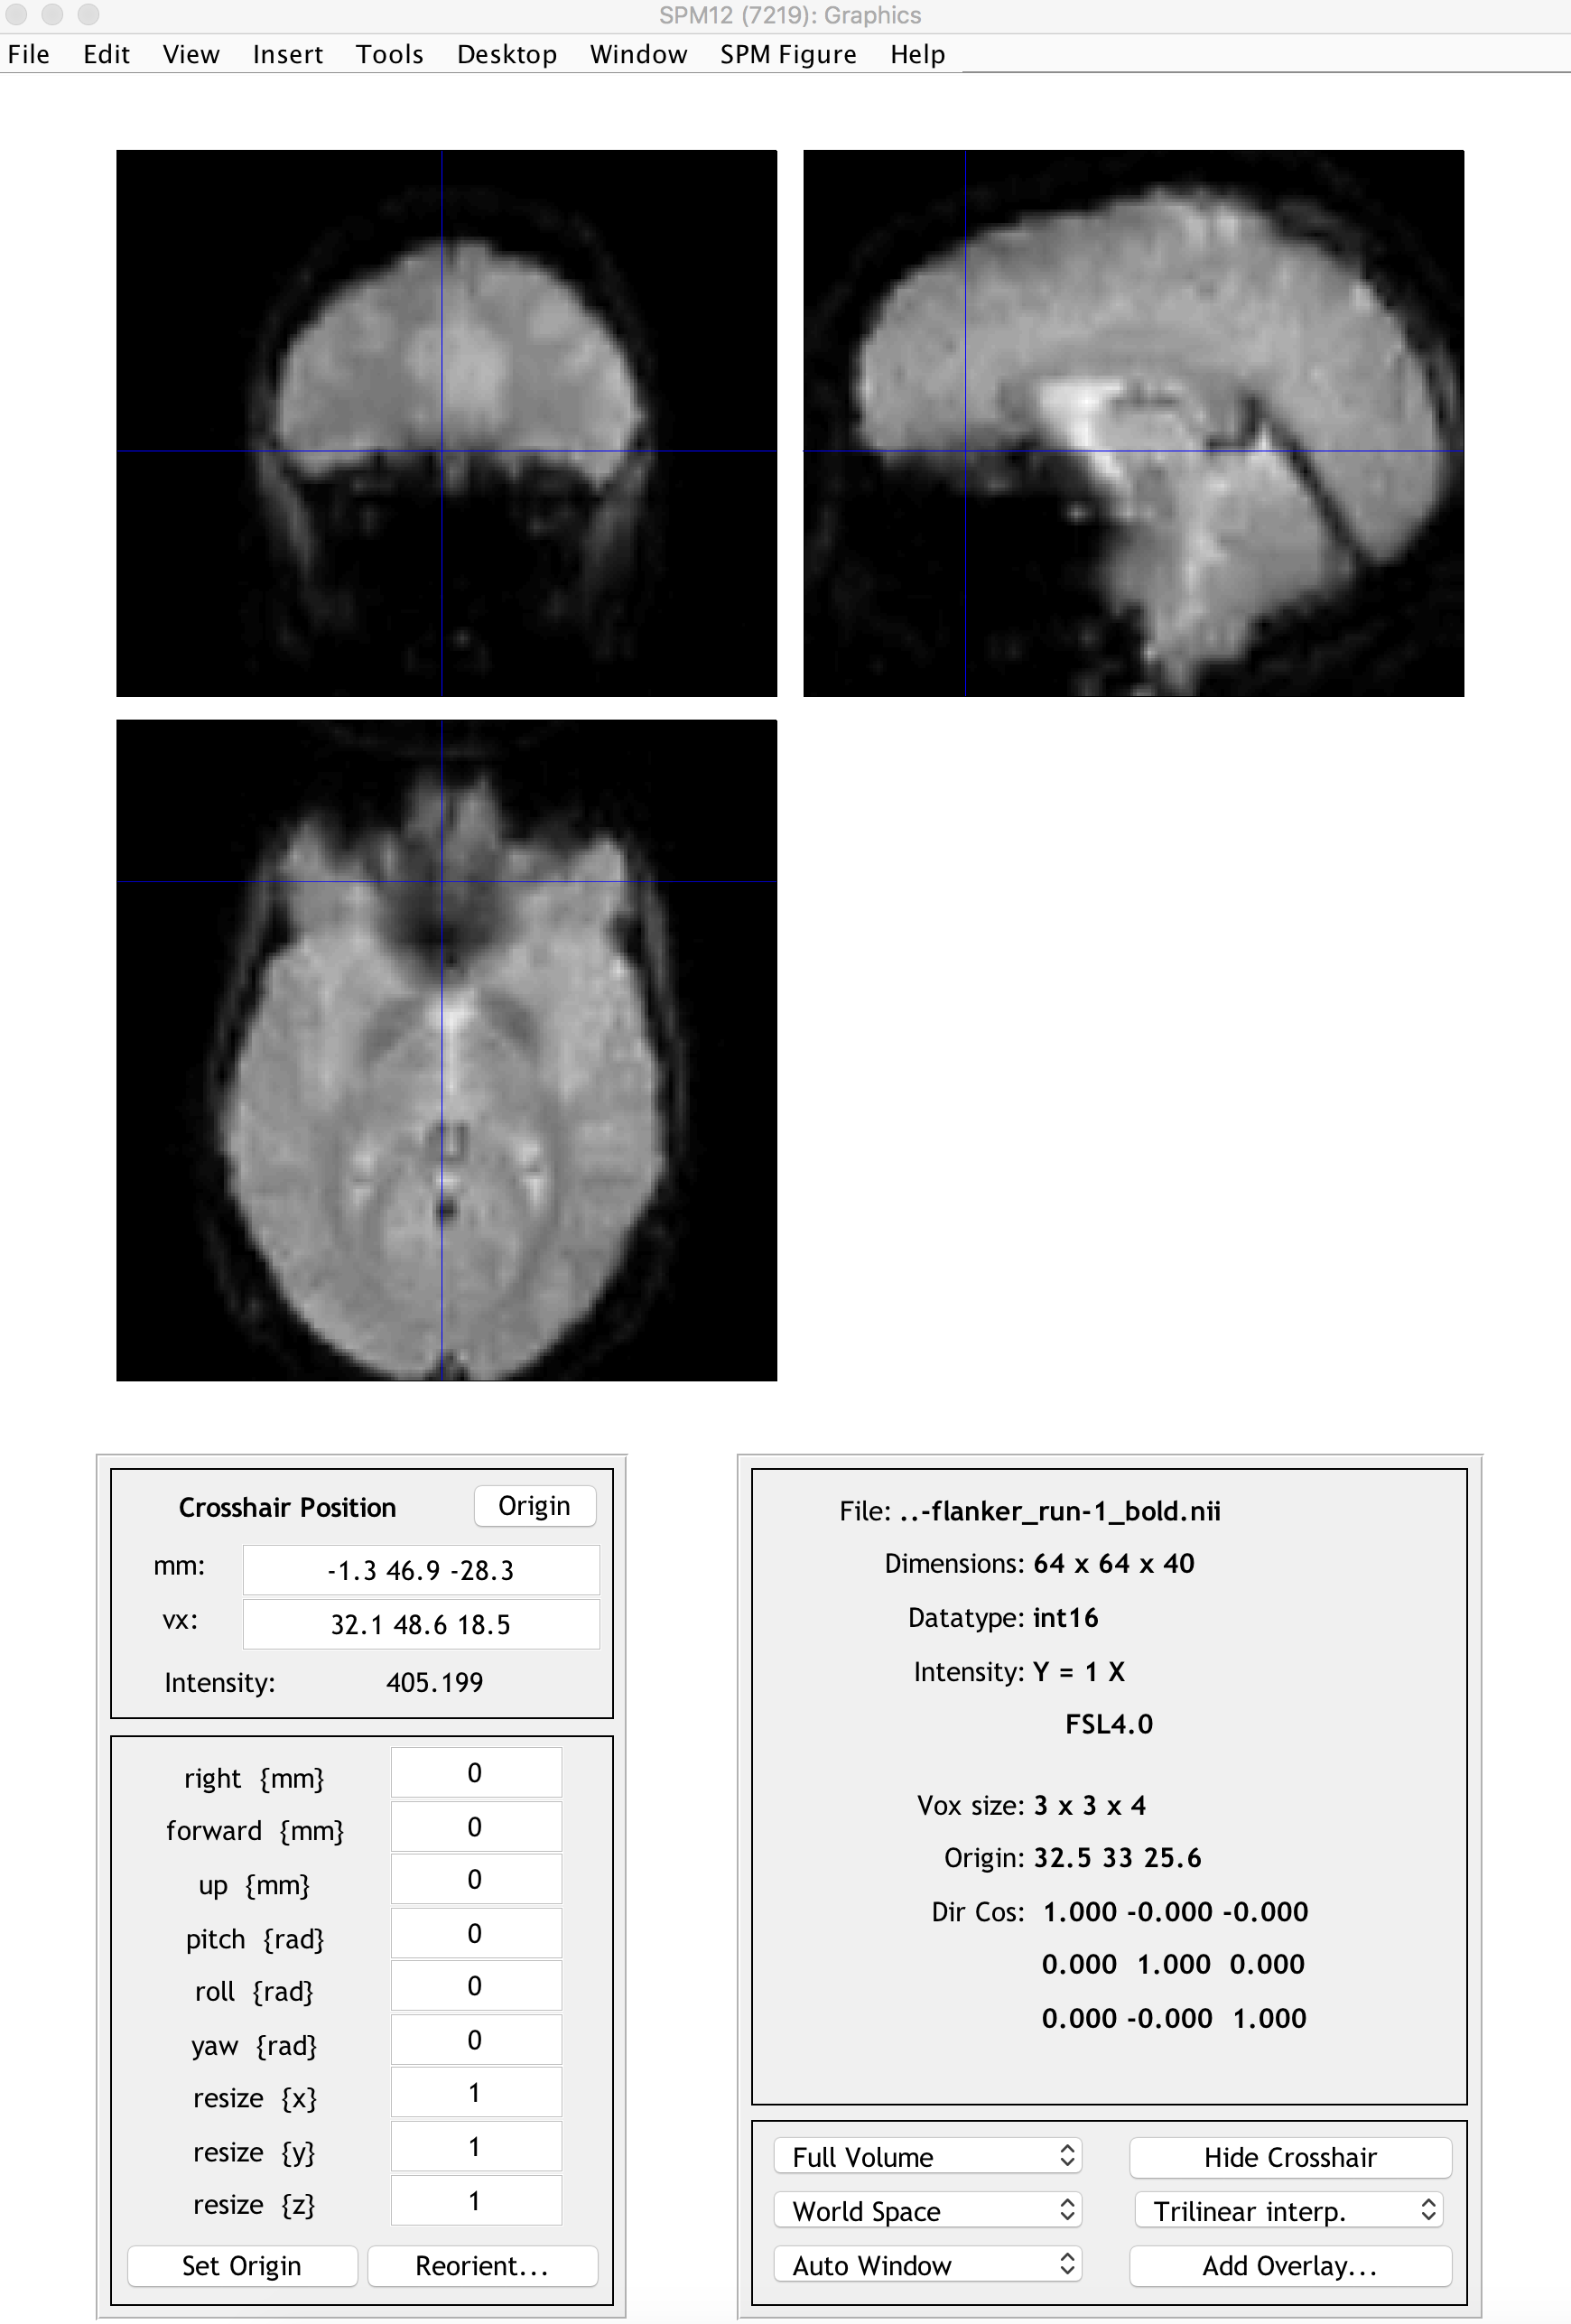 SPM12 (7219): Graphics
File Edit View Insert Tools Desktop Window SPM Figure Help
Crosshair Position Origin
mm: -1.3 46.9 -28.3
vx: 32.1 48.6 18.5
Intensity: 405.199
right {mm} 0
forward {mm} 0
up {mm} 0
pitch {rad} 0
roll {rad} 0
yaw {rad} 0
resize {x} 1
resize {y} 1
resize {z} 1
Set Origin Reorient...
File: ..-flanker_run-1_bold.nii
Dimensions: 64 x 64 x 40
Datatype: int16
Intensity: Y = 1 X
FSL4.0
Vox size: 3 x 3 x 4
Origin: 32.5 33 25.6
Dir Cos: 1.000 -0.000 -0.000
0.000 1.000 0.000
0.000 -0.000 1.000
Full Volume Hide Crosshair
World Space Trilinear interp.
Auto Window Add Overlay...